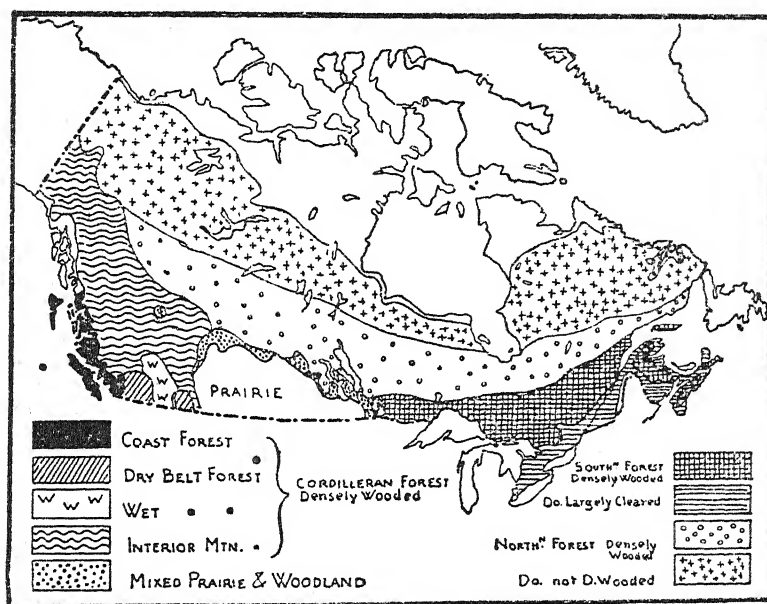 PRAIRIE
COAST FOREST
DRY BELT FOREST
WET
INTERIOR MTN.
MIXED PRAIRIE & WOODLAND
CORDILLERAN FOREST
Densely Wooded
SOUTHN FOREST
Densely Wooded
Do. Largely Cleared
NORTHN FOREST Densely
Wooded
Do. not D. Wooded
W
W
W
W W W